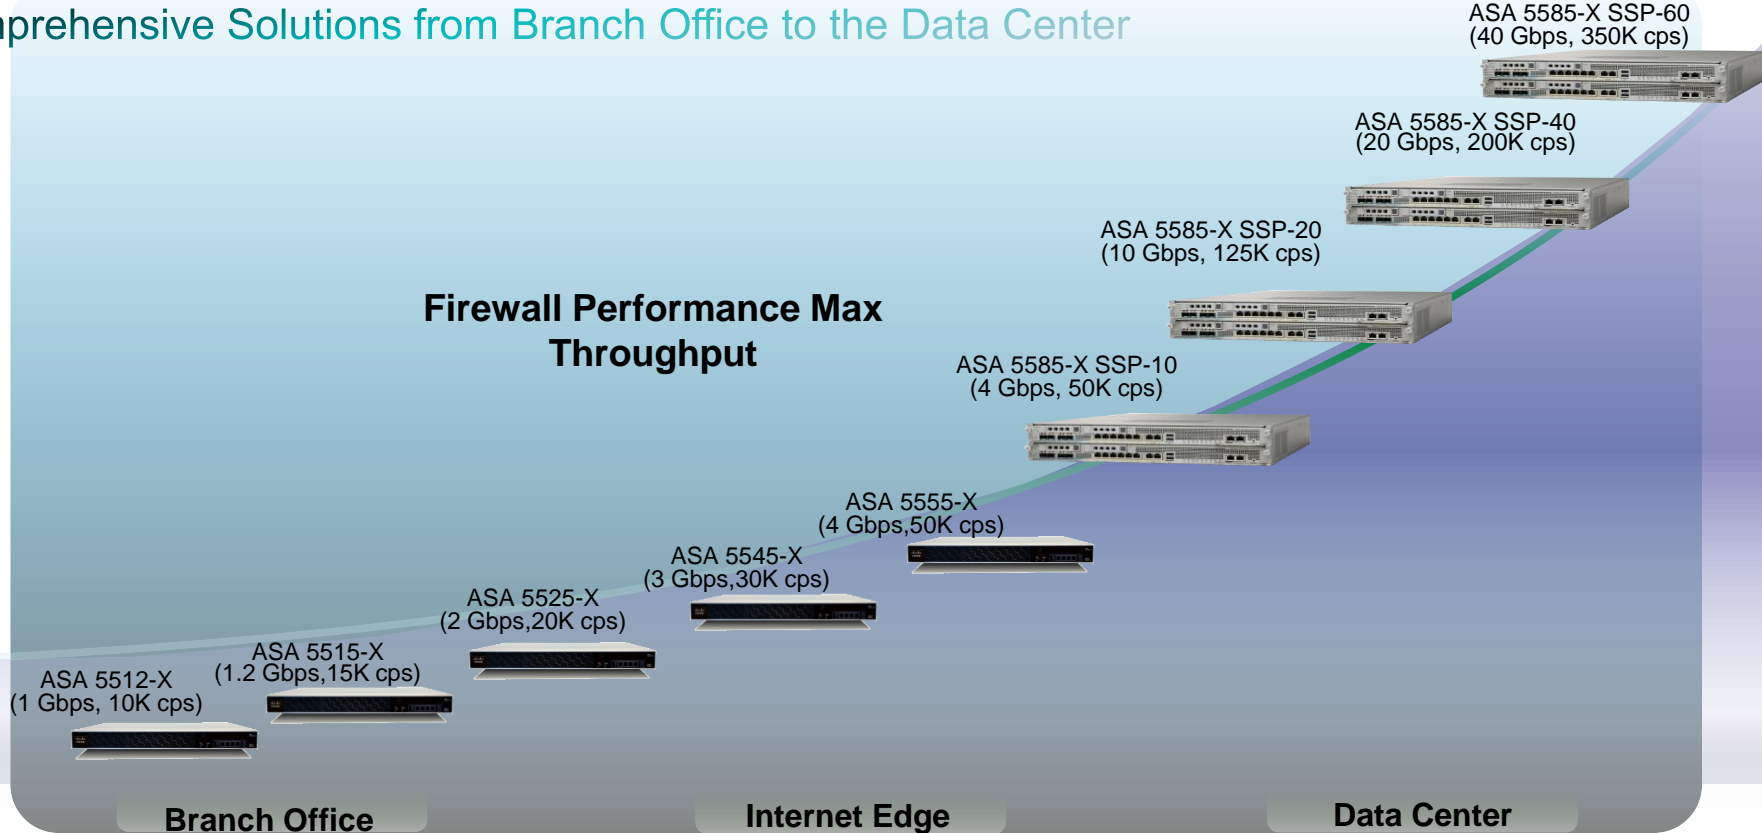 mprehensive Solutions from Branch Office to the Data Center
ASA 5585-X SSP-60
(40 Gbps, 350K cps)
ASA 5585-X SSP-40
(20 Gbps, 200K cps)
ASA 5585-X SSP-20
(10 Gbps, 125K cps)
Firewall Performance Max
Throughput
ASA 5585-X SSP-10
(4 Gbps, 50K cps)
ASA 5555-X
(4 Gbps,50K cps)
ASA 5545-X
(3 Gbps,30K cps)
ASA 5525-X
(2 Gbps,20K cps)
ASA 5515-X
(1.2 Gbps,15K cps)
ASA 5512-X
(1 Gbps, 10K cps)
Branch Office
Internet Edge
Data Center